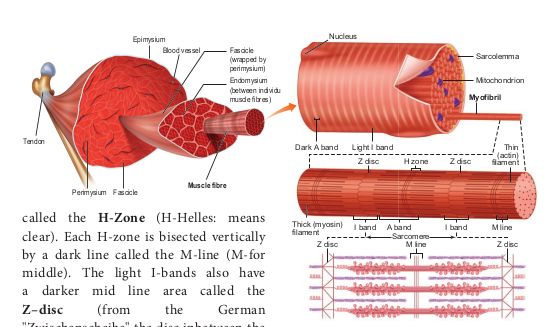 Epimysium
Blood vessel
Fascicle
(wrapped by
perimysium)
Endomysium
(between individu
muscle fibres)
Tendon
Perimysium
Fascicle
Muscle fibre
Nucleus
Sarcolemma
Mitochondrion
Myofibril
Dark A band
Light I band
Thin
(actin)
filament
Z disc
H zone
Z disc
Thick (myosin)
filament
I band
A band
I band
M line
Sarcomere
Z disc
M line
Z disc
called the H-Zone (H-Helles: means
clear). Each H-zone is bisected vertically
by a dark line called the M-line (M-for
middle). The light I-bands also have
a darker mid line area called the
Z–disc (from the German
"Zwischenscheibe" the disc inbetween the